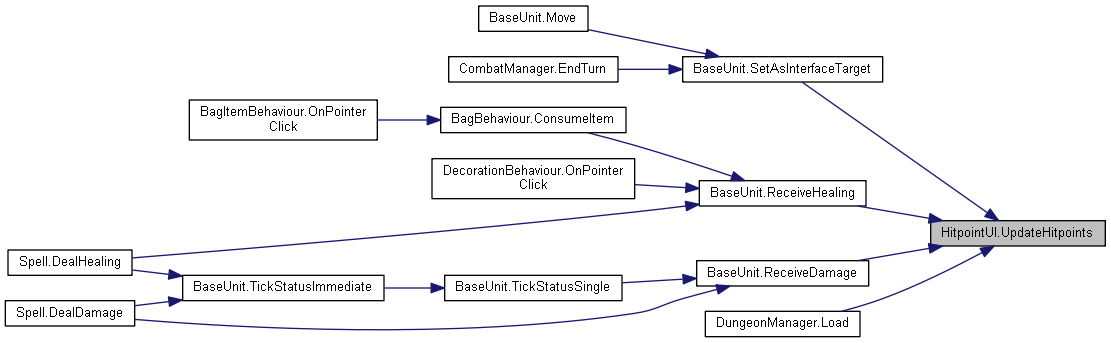 BaseUnit.Move
CombatManager.EndTurn
BaseUnit.SetAsInterfaceTarget
BagItemBehaviour.OnPointer
Click
BagBehaviour.ConsumeItem
DecorationBehaviour.OnPointer
Click
BaseUnit.ReceiveHealing
HitpointUI.UpdateHitpoints
Spell.DealHealing
BaseUnit.TickStatusImmediate
BaseUnit.TickStatusSingle
BaseUnit.ReceiveDamage
Spell.DealDamage
DungeonManager.Load